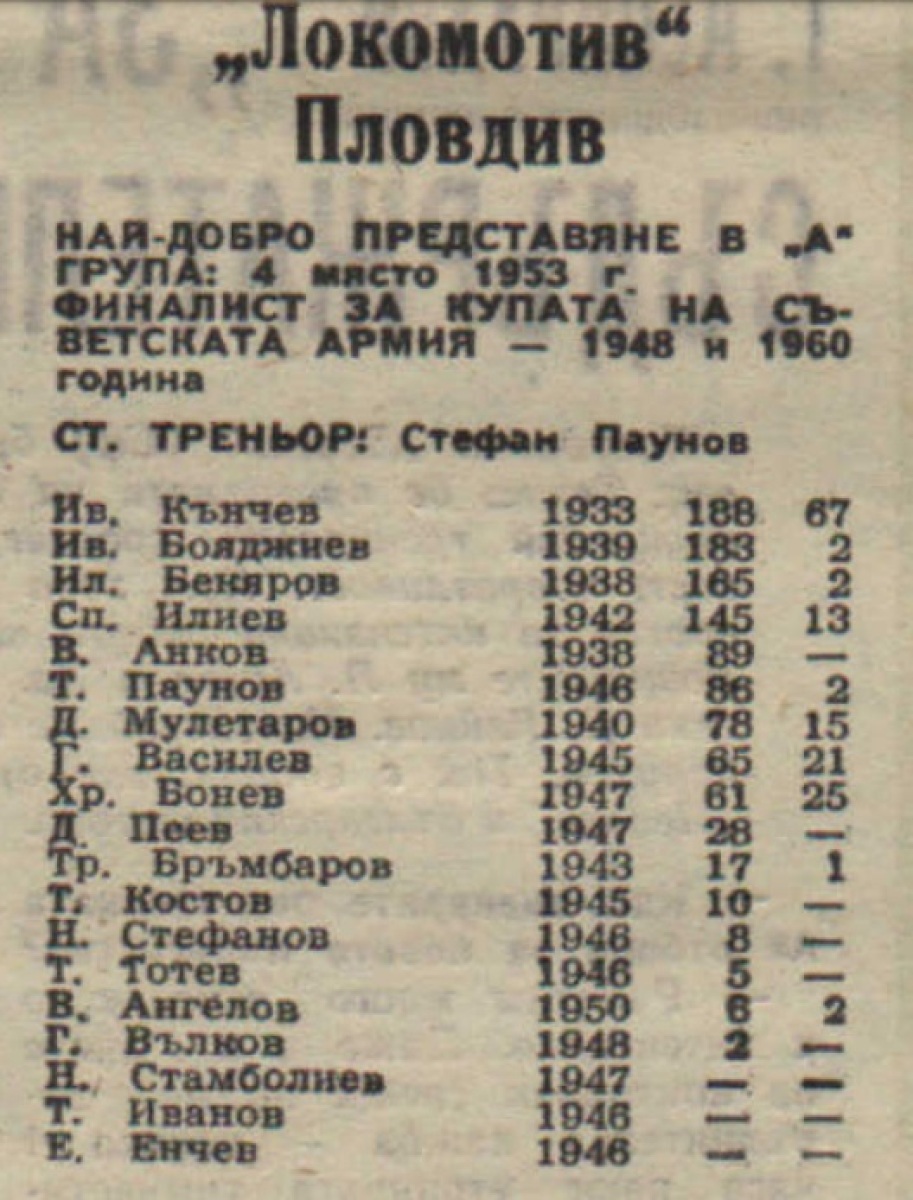 „Локомотив“
Пловдив
НАЙ-ДОБРО ПРЕДСТАВЯНЕ В „А“
ГРУПА: 4 място 1953 г.
ФИНАЛИСТ ЗА КУПАТА НА СЪ-
ВЕТСКАТА АРМИЯ — 1948 и 1960
година
СТ. ТРЕНЬОР: Стефан Паунов
Ив. Кънчев 1933 188 67
Ив. Бояджиев 1939 183 2
Ил. Бекяров 1938 165 2
Сп. Илиев 1942 145 13
В. Анков 1938 89 —
Т. Паунов 1946 86 2
Д. Мулетаров 1940 78 15
Г. Василев 1945 65 21
Хр. Бонев 1947 61 25
Д. Пеев 1947 28 —
Тр. Бръмбаров 1943 17 1
Т. Костов 1945 10 —
Н. Стефанов 1946 8 —
Т. Тотев 1946 5 —
В. Ангелов 1950 6 2
Г. Вълков 1948 2 —
Н. Стамболиев 1947 — —
Т. Иванов 1946 — —
Е. Енчев 1946 — —